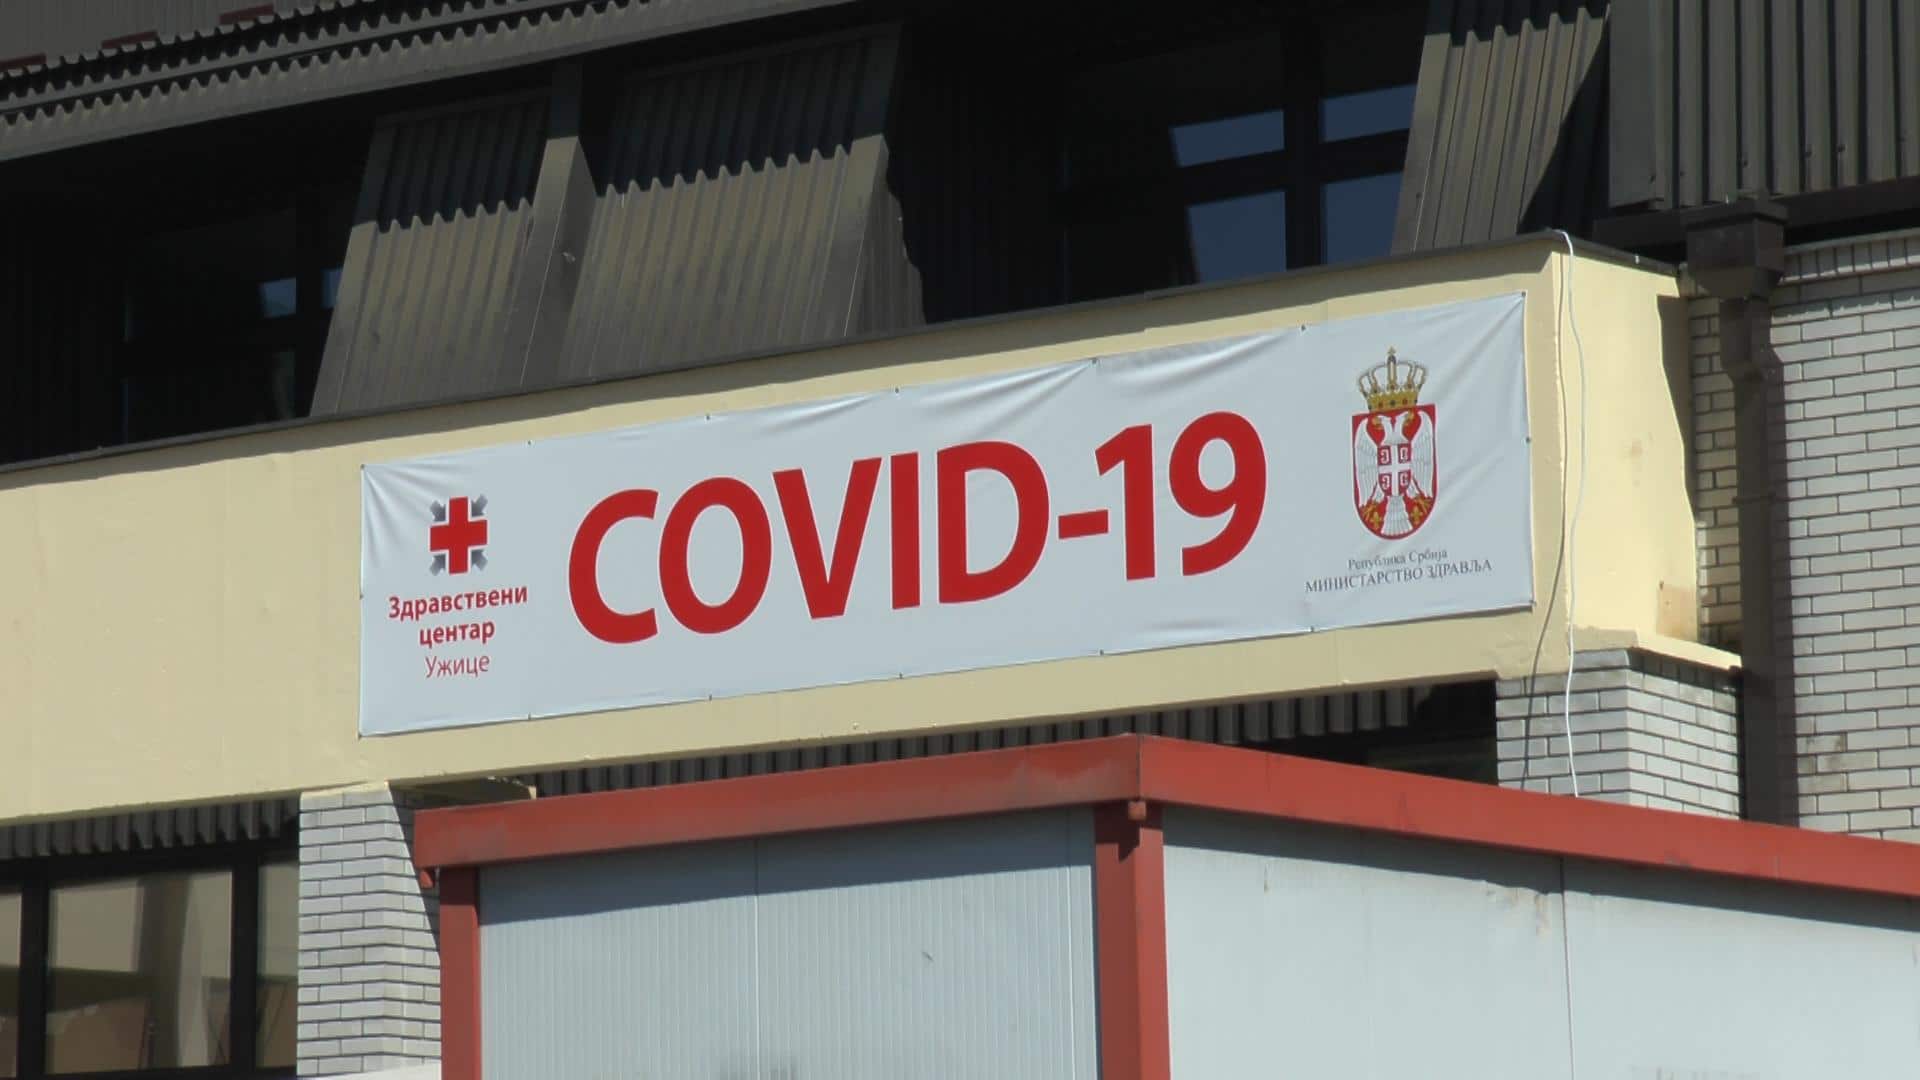 Здравствени
центар
Ужице
COVID-19
Република Србија
МИНИСТАРСТВО ЗДРАВЉА